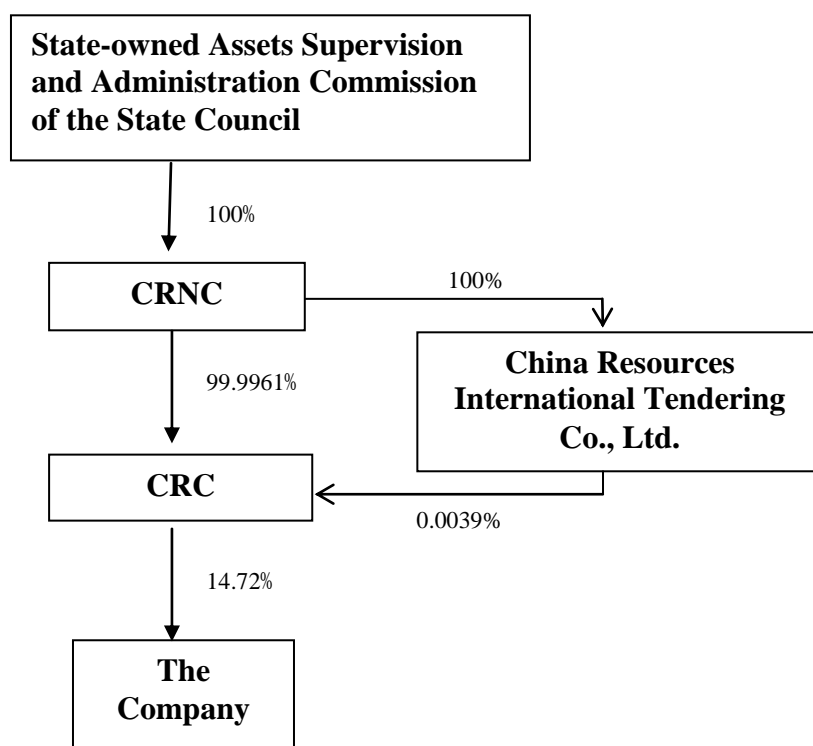 State-owned Assets Supervision
and Administration Commission
of the State Council
100%
CRNC
100%
China Resources
International Tendering
Co., Ltd.
99.9961%
CRC
0.0039%
14.72%
The
Company